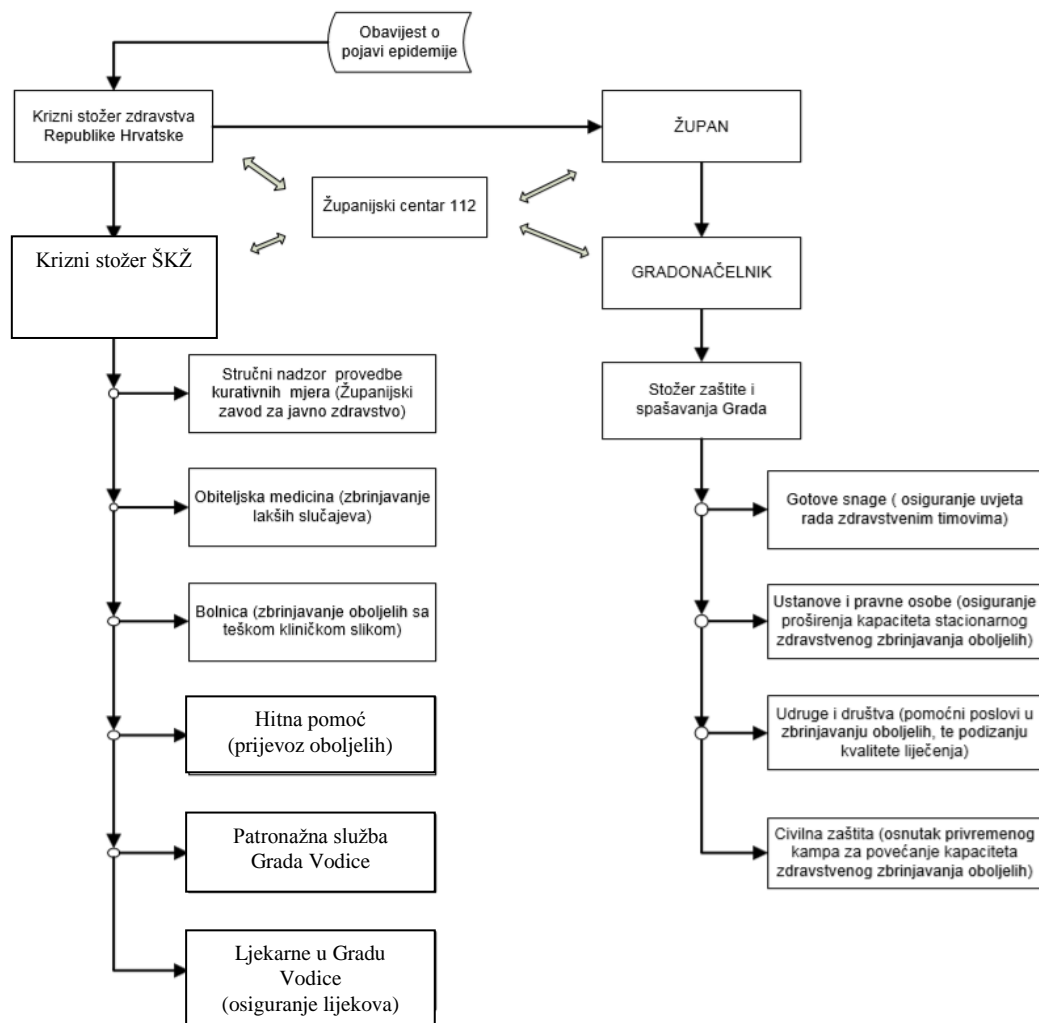 Obavijest o
pojavi epidemije
Krizni stožer zdravstva
Republike Hrvatske
ŽUPAN
Županijski centar 112
Krizni stožer ŠKŽ
GRADONAČELNIK
Stručni nadzor provedbe
kurativnih mjera (Županijski
zavod za javno zdravstvo)
Stožer zaštite i
spašavanja Grada
Obiteljska medicina (zbrinjavanje
lakših slučajeva)
Gotove snage ( osiguranje uvjeta
rada zdravstvenim timovima)
Bolnica (zbrinjavanje oboljelih sa
teškom kliničkom slikom)
Ustanove i pravne osobe (osiguranje
proširenja kapaciteta stacionarnog
zdravstvenog zbrinjavanja oboljelih)
Hitna pomoć
(prijevoz oboljelih)
Udruge i društva (pomoćni poslovi u
zbrinjavanju oboljelih, te podizanju
kvalitete liječenja)
Patronažna služba
Grada Vodice
Civilna zaštita (osnutak privremenog
kampa za povećanje kapaciteta
zdravstvenog zbrinjavanja oboljelih)
Ljekarne u Gradu
Vodice
(osiguranje lijekova)